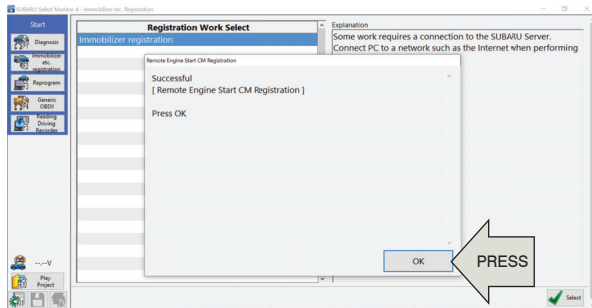 SUBARU Select Monitor 4 - Immobilizer etc. Registration
Start
Diagnosis
Immobilizer
etc.
registration
Reprogram
Generic
OBDII
Reading
Driving
Recorder
--.--V
Play
Project
Registration Work Select
Immobilizer registration
Explanation
Some work requires a connection to the SUBARU Server.
Connect PC to a network such as the Internet when performing
Remote Engine Start CM Registration
Successful
[ Remote Engine Start CM Registration ]
Press OK
OK
PRESS
Select